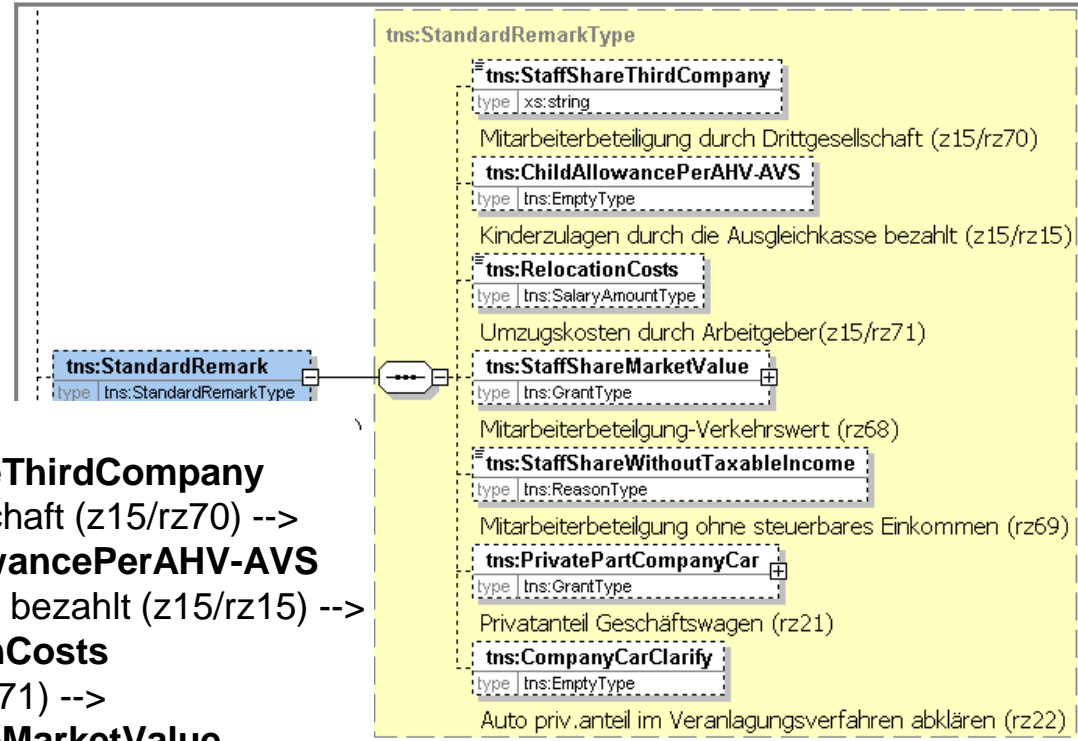 tns:StandardRemarkType
tns:StaffShareThirdCompany
type xs:string
Mitarbeiterbeteiligung durch Drittgesellschaft (z15/rz70)
tns:ChildAllowancePerAHV-AVS
type tns:EmptyType
Kinderzulagen durch die Ausgleichkasse bezahlt (z15/rz15)
tns:RelocationCosts
type tns:SalaryAmountType
Umzugskosten durch Arbeitgeber(z15/rz71)
tns:StandardRemark
type tns:StandardRemarkType
tns:StaffShareMarketValue
type tns:GrantType
Mitarbeiterbeteilgung-Verkehrswert (rz68)
tns:StaffShareWithoutTaxableIncome
type tns:ReasonType
Mitarbeiterbeteilgung ohne steuerbares Einkommen (rz69)
tns:PrivatePartCompanyCar
type tns:GrantType
Privatanteil Geschäftswagen (rz21)
tns:CompanyCarClarify
type tns:EmptyType
Auto priv.anteil im Veranlagungsverfahren abklären (rz22)
eThirdCompany
chaft (z15/rz70) -->
wancePerAHV-AVS
bezahlt (z15/rz15) -->
nCosts
71) -->
eMarketValue